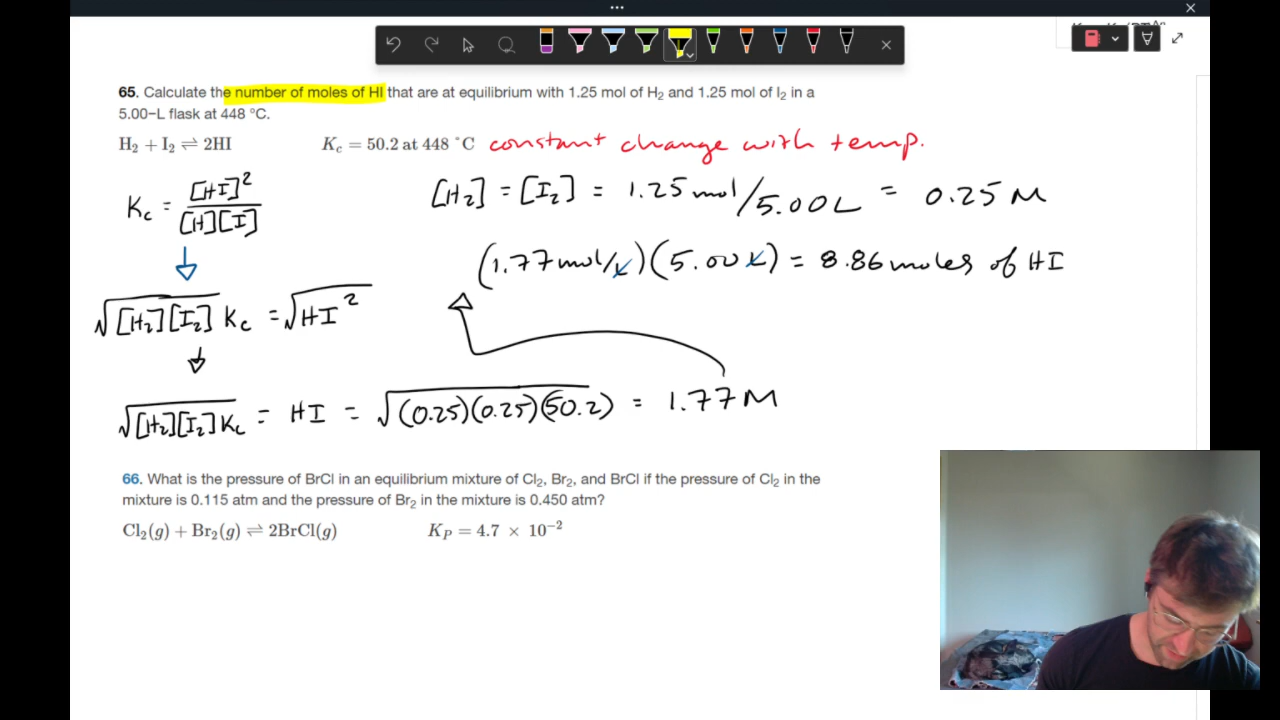 65. Calculate the number of moles of HI that are at equilibrium with 1.25 mol of H₂ and 1.25 mol of I₂ in a
5.00−L flask at 448 °C.
H₂ + I₂ ⇌ 2HI K_c = 50.2 at 448 °C constant change with temp.
K_c = [HI]² / [H][I]
[H₂] = [I₂] = 1.25 mol / 5.00L = 0.25 M
(1.77 mol/L)(5.00 L) = 8.86 moles of HI
√[H₂][I₂] K_c = √HI²
√[H₂][I₂]K_c = HI = √(0.25)(0.25)(50.2) = 1.77 M
66. What is the pressure of BrCl in an equilibrium mixture of Cl₂, Br₂, and BrCl if the pressure of Cl₂ in the
mixture is 0.115 atm and the pressure of Br₂ in the mixture is 0.450 atm?
Cl₂(g) + Br₂(g) ⇌ 2BrCl(g) K_P = 4.7 × 10⁻²